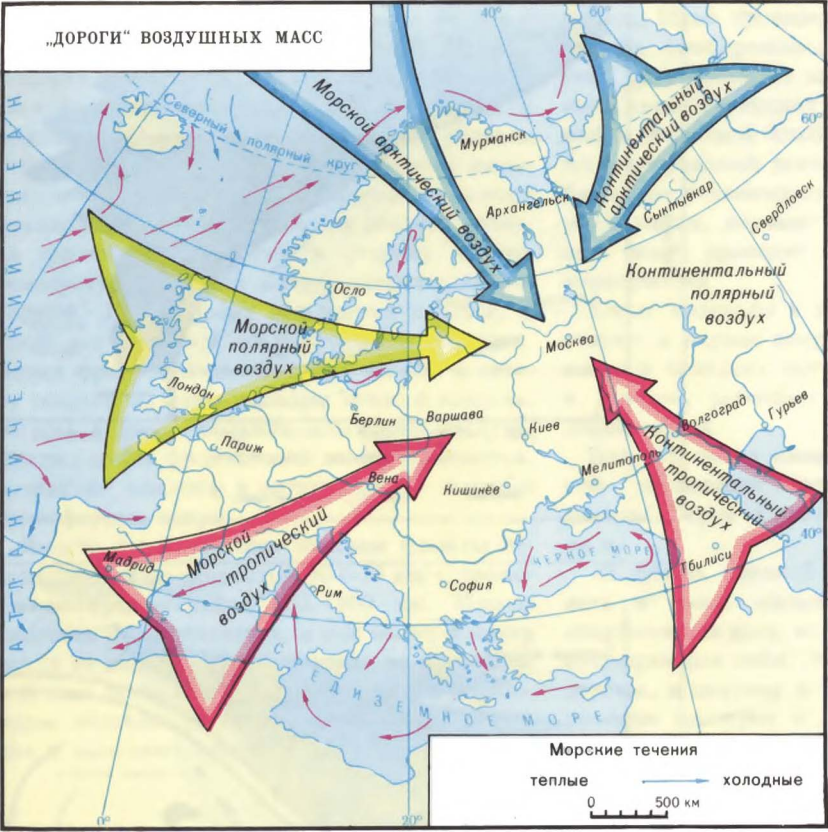 „ДОРОГИ“ ВОЗДУШНЫХ МАСС
40°
60°
60°
АТЛАНТИЧЕСКИЙ ОКЕАН
Северный полярный круг
Морской арктический воздух
Континентальный
арктический воздух
Мурманск
Архангельск
Сыктывкар
Свердловск
Континентальный
полярный
воздух
Осло
Морской
полярный
воздух
Москва
Лондон
Берлин
Варшава
Киев
Волгоград
Гурьев
Париж
Мелитополь
Вена
Кишинёв
Континентальный
тропический
воздух
Морской
тропический
воздух
Мадрид
ЧЕРНОЕ МОРЕ
Тбилиси
40°
Рим
София
СРЕДИЗЕМНОЕ МОРЕ
0°
20°
Морские течения
теплые
холодные
0 500 км